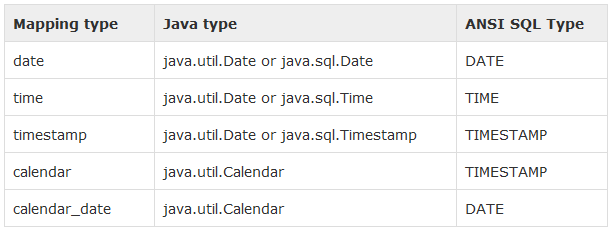 Mapping type Java type ANSI SQL Type
date java.util.Date or java.sql.Date DATE
time java.util.Date or java.sql.Time TIME
timestamp java.util.Date or java.sql.Timestamp TIMESTAMP
calendar java.util.Calendar TIMESTAMP
calendar_date java.util.Calendar DATE